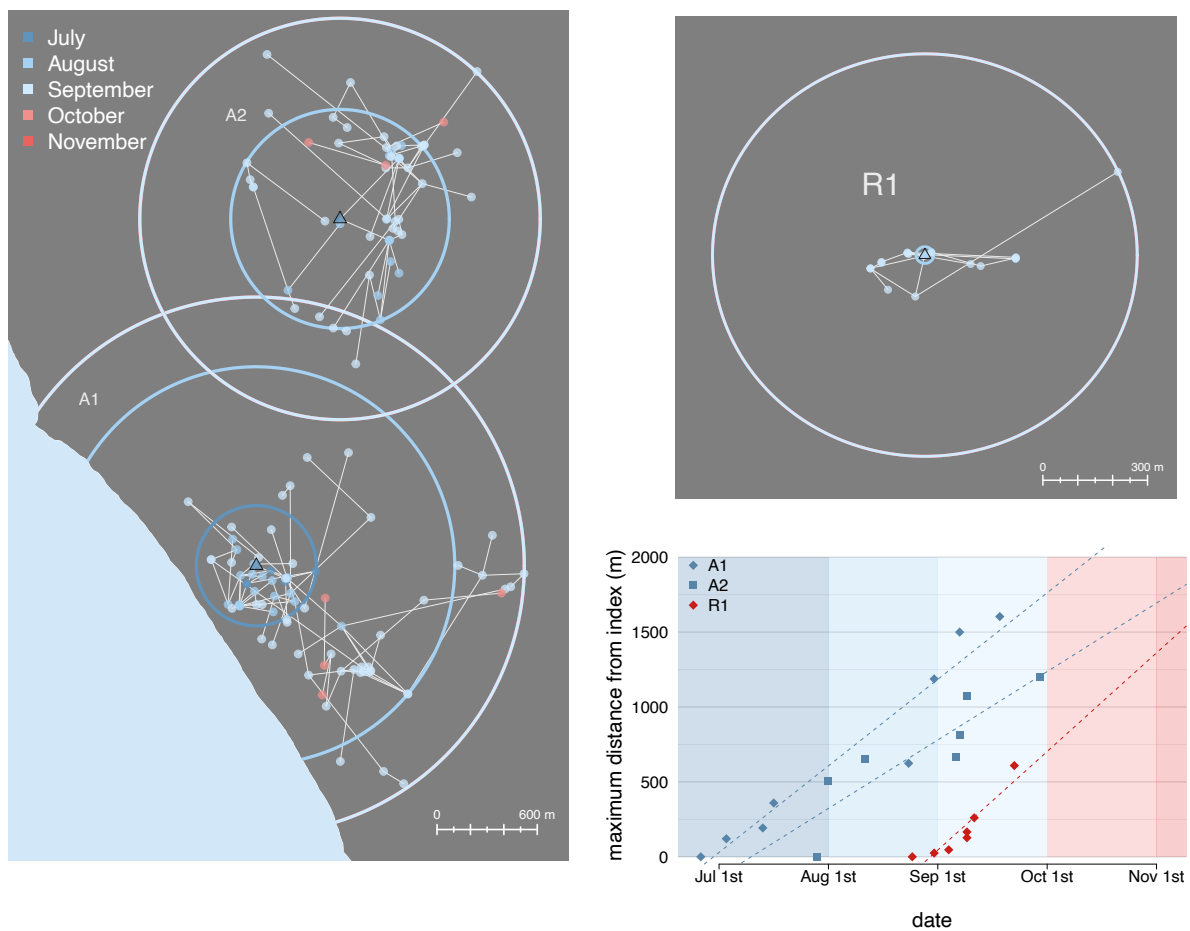 July
August
September
October
November
A2
A1
0 600 m
R1
0 300 m
maximum distance from index (m)
2000
1500
1000
500
0
A1
A2
R1
Jul 1st Aug 1st Sep 1st Oct 1st Nov 1st
date